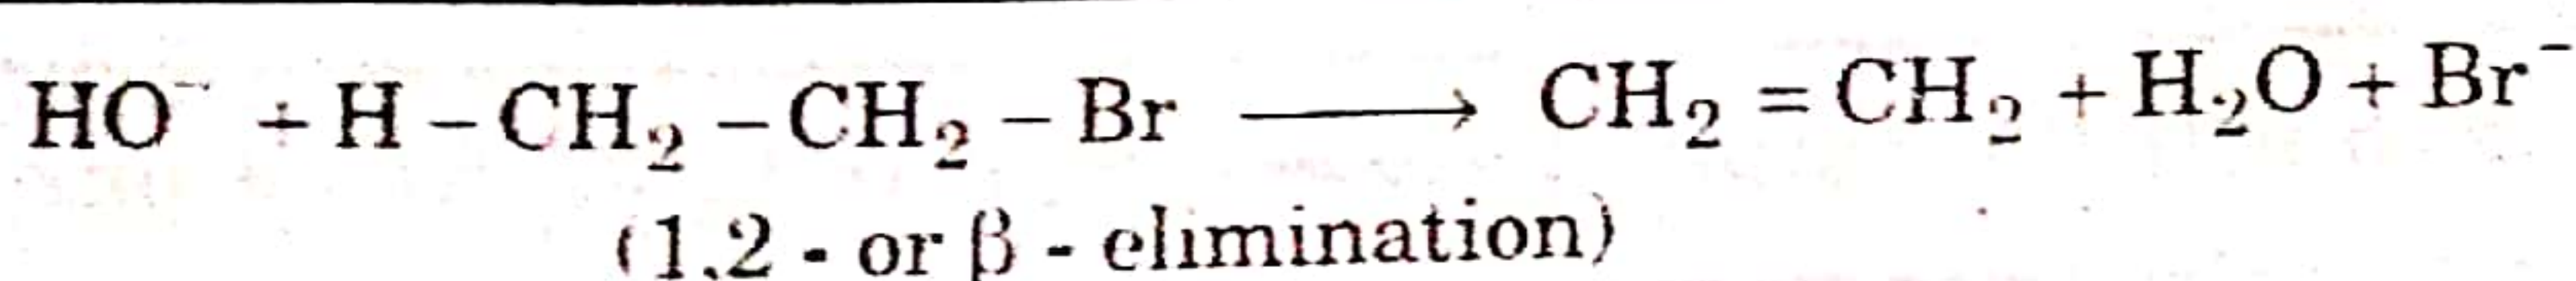 HO⁻ + H – CH₂ – CH₂ – Br ⟶ CH₂ = CH₂ + H₂O + Br⁻
(1,2 - or β - elimination)